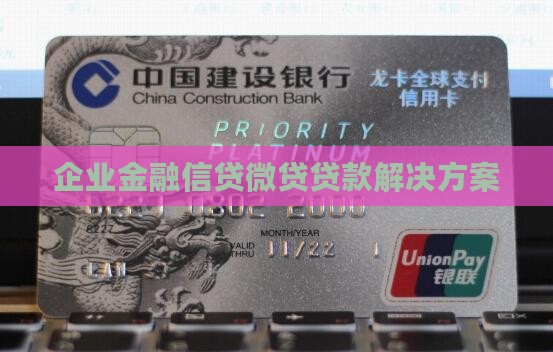 中国建设银行
China Construction Bank
龙卡全球支付
信用卡
PRIORITY
PLATINUM
企业金融信贷微贷贷款解决方案
6227
MONTH/YEAR
VALID
THRU
11/22
UnionPay
银联